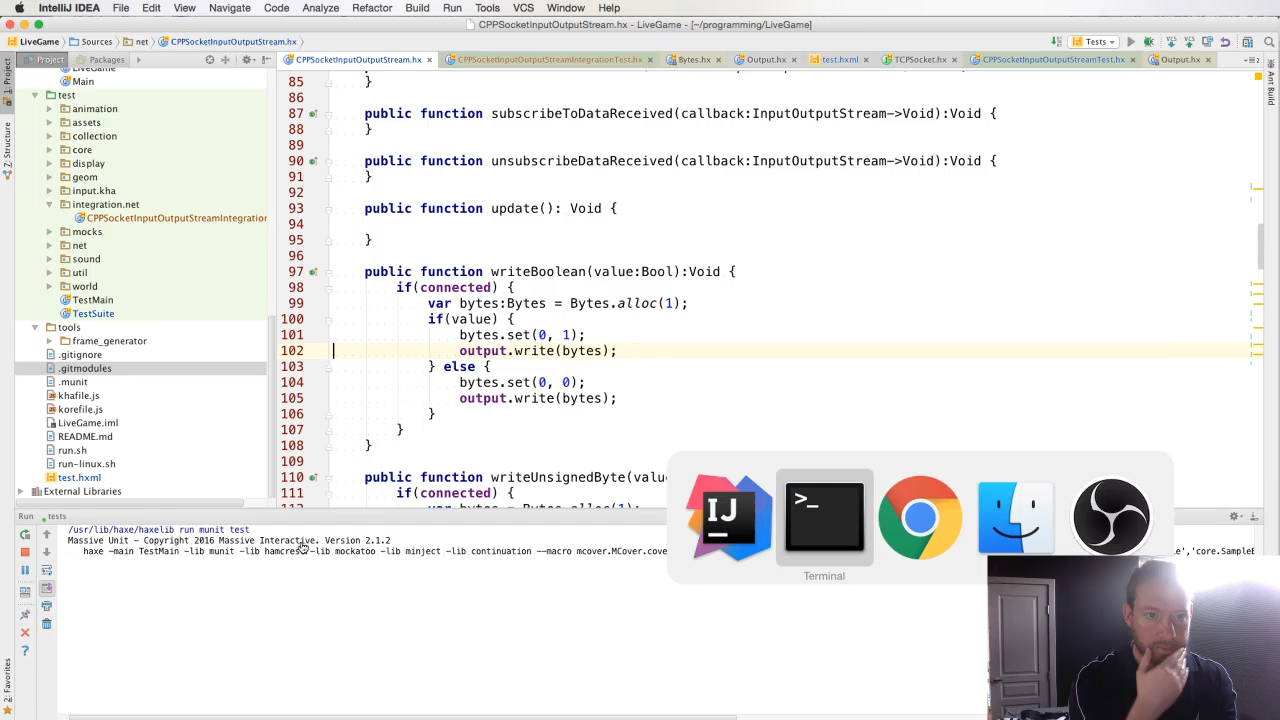 IntelliJ IDEA File Edit View Navigate Code Analyze Refactor Build Run Tools VCS Window Help
CPPSocketInputOutputStream.hx - LiveGame - [~/programming/LiveGame]
LiveGame Sources net CPPSocketInputOutputStream.hx Tests
Project Packages CPPSocketInputOutputStream.hx CPPSocketInputOutputStreamIntegrationTest.hx Bytes.hx Output.hx test.hxml TCPSocket.hx CPPSocketInputOutputStreamTest.hx Output.hx
1: Project
7: Structure
2: Favorites
Ant Build
Main
test
animation
assets
collection
core
display
geom
input.kha
integration.net
CPPSocketInputOutputStreamIntegration
mocks
net
sound
util
world
TestMain
TestSuite
tools
frame_generator
.gitignore
.gitmodules
.munit
khafile.js
korefile.js
LiveGame.iml
README.md
run.sh
run-linux.sh
test.hxml
External Libraries
85 }
86
87 public function subscribeToDataReceived(callback:InputOutputStream->Void):Void {
88 }
89
90 public function unsubscribeDataReceived(callback:InputOutputStream->Void):Void {
91 }
92
93 public function update(): Void {
94
95 }
96
97 public function writeBoolean(value:Bool):Void {
98 if(connected) {
99 var bytes:Bytes = Bytes.alloc(1);
100 if(value) {
101 bytes.set(0, 1);
102 output.write(bytes);
103 } else {
104 bytes.set(0, 0);
105 output.write(bytes);
106 }
107 }
108 }
109
110 public function writeUnsignedByte(valu
111 if(connected) {
Terminal
Run tests
/usr/lib/haxe/haxelib run munit test
Massive Unit - Copyright 2016 Massive Interactive. Version 2.1.2
haxe -main TestMain -lib munit -lib hamcrest -lib mockatoo -lib minject -lib continuation --macro mcover.MCover.cove
','core.SampleE
IJ
>_